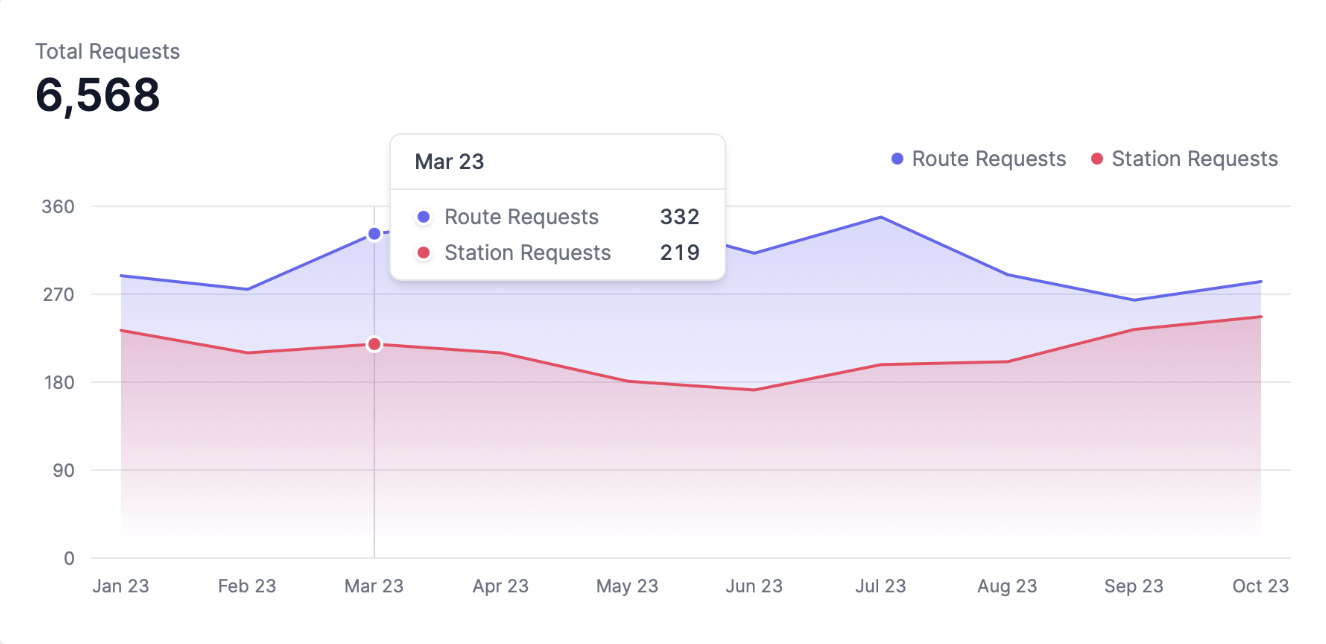 Total Requests
6,568
Mar 23
Route Requests 332
Station Requests 219
Route Requests Station Requests
360
270
180
90
0
Jan 23 Feb 23 Mar 23 Apr 23 May 23 Jun 23 Jul 23 Aug 23 Sep 23 Oct 23